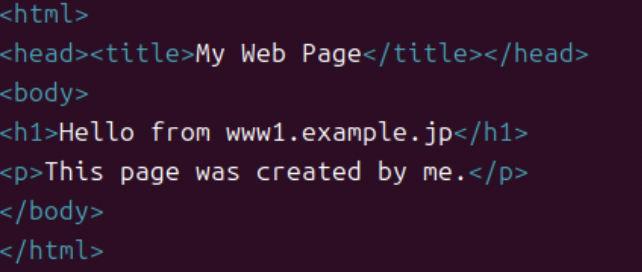 <html>
<head><title>My Web Page</title></head>
<body>
<h1>Hello from www1.example.jp</h1>
<p>This page was created by me.</p>
</body>
</html>